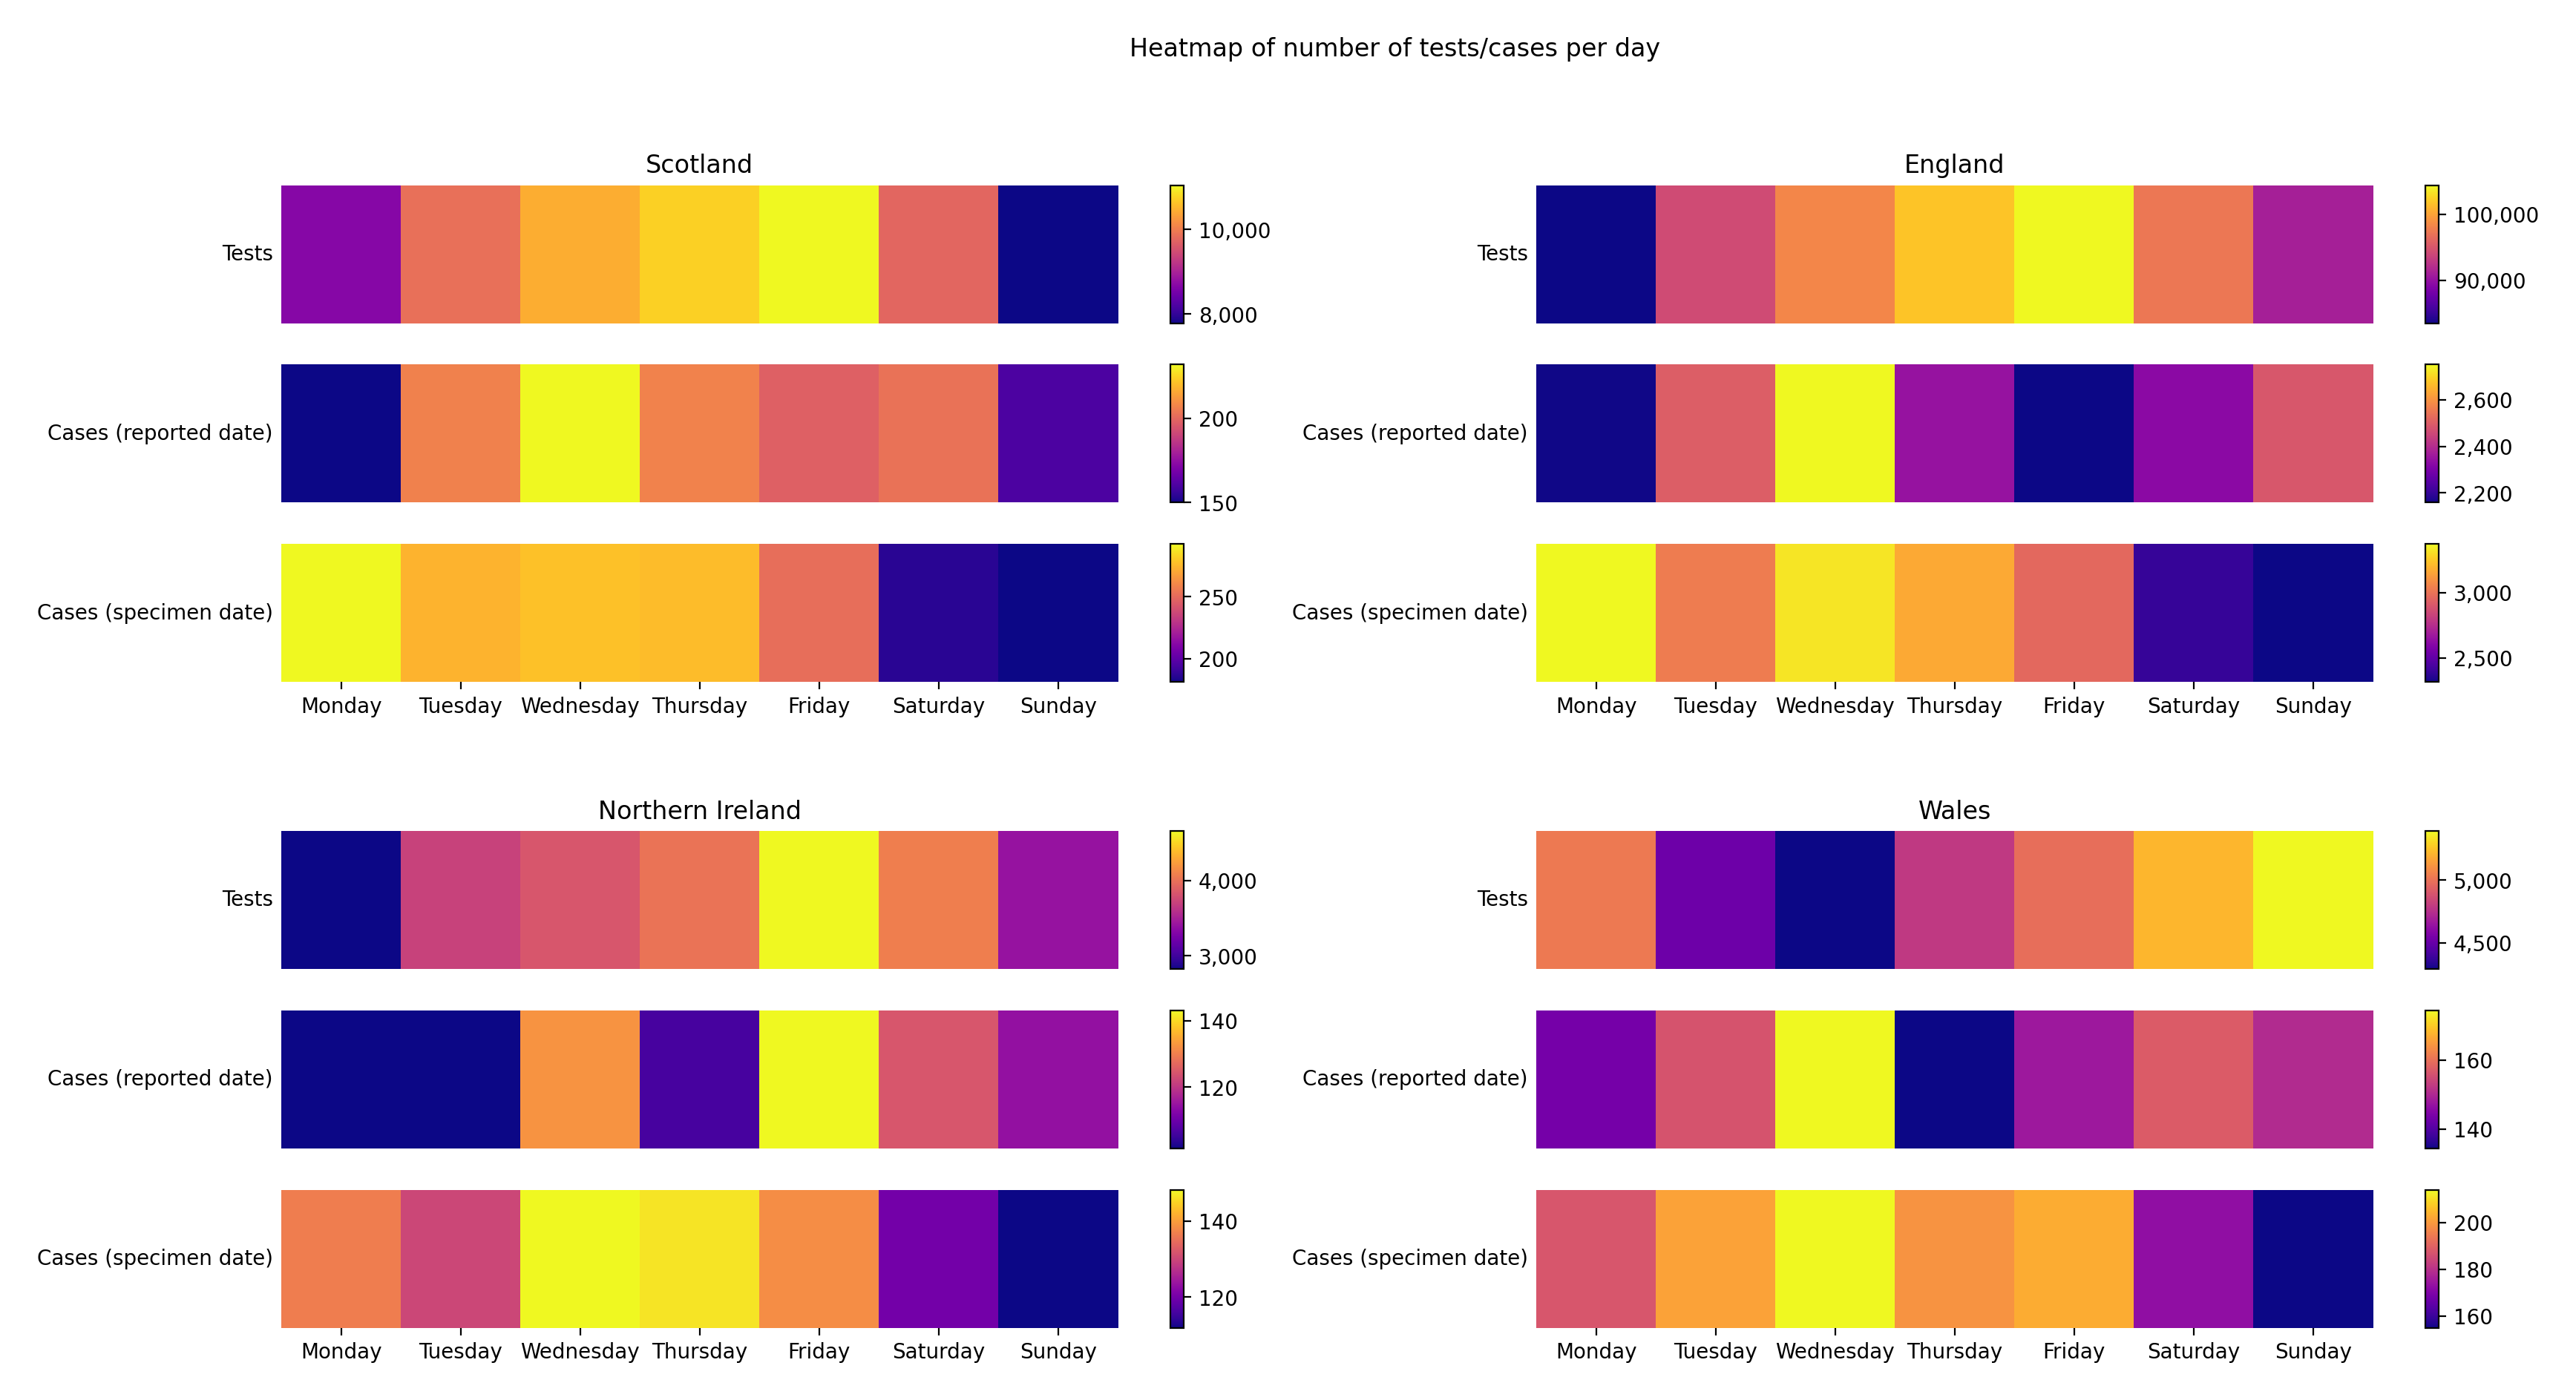 Heatmap of number of tests/cases per day
Scotland
Tests
10,000
8,000
Cases (reported date)
200
150
Cases (specimen date)
250
200
Monday Tuesday Wednesday Thursday Friday Saturday Sunday
England
Tests
100,000
90,000
Cases (reported date)
2,600
2,400
2,200
Cases (specimen date)
3,000
2,500
Monday Tuesday Wednesday Thursday Friday Saturday Sunday
Northern Ireland
Tests
4,000
3,000
Cases (reported date)
140
120
Cases (specimen date)
140
120
Monday Tuesday Wednesday Thursday Friday Saturday Sunday
Wales
Tests
5,000
4,500
Cases (reported date)
160
140
Cases (specimen date)
200
180
160
Monday Tuesday Wednesday Thursday Friday Saturday Sunday